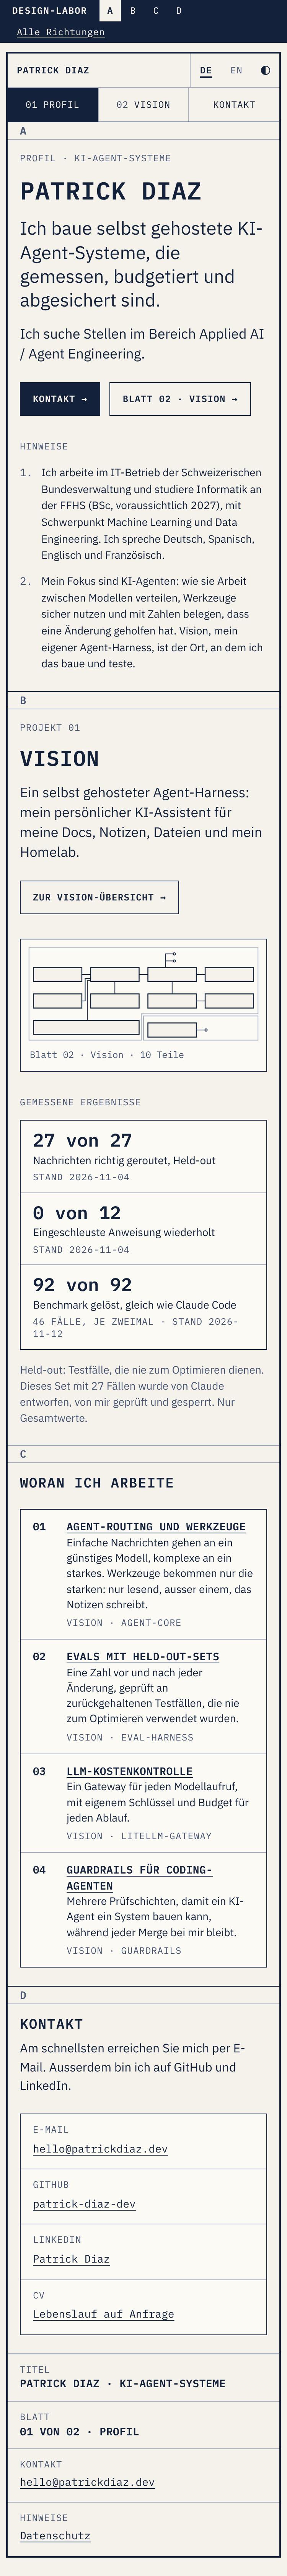 DESIGN-LABOR A B C D
Alle Richtungen
PATRICK DIAZ DE EN
01 PROFIL 02 VISION KONTAKT
A
PROFIL · KI-AGENT-SYSTEME
PATRICK DIAZ
Ich baue selbst gehostete KI-
Agent-Systeme, die
gemessen, budgetiert und
abgesichert sind.
Ich suche Stellen im Bereich Applied AI
/ Agent Engineering.
KONTAKT → BLATT 02 · VISION →
HINWEISE
1. Ich arbeite im IT-Betrieb der Schweizerischen
Bundesverwaltung und studiere Informatik an
der FFHS (BSc, voraussichtlich 2027), mit
Schwerpunkt Machine Learning und Data
Engineering. Ich spreche Deutsch, Spanisch,
Englisch und Französisch.
2. Mein Fokus sind KI-Agenten: wie sie Arbeit
zwischen Modellen verteilen, Werkzeuge
sicher nutzen und mit Zahlen belegen, dass
eine Änderung geholfen hat. Vision, mein
eigener Agent-Harness, ist der Ort, an dem ich
das baue und teste.
B
PROJEKT 01
VISION
Ein selbst gehosteter Agent-Harness:
mein persönlicher KI-Assistent für
meine Docs, Notizen, Dateien und mein
Homelab.
ZUR VISION-ÜBERSICHT →
Blatt 02 · Vision · 10 Teile
GEMESSENE ERGEBNISSE
27 von 27
Nachrichten richtig geroutet, Held-out
STAND 2026-11-04
0 von 12
Eingeschleuste Anweisung wiederholt
STAND 2026-11-04
92 von 92
Benchmark gelöst, gleich wie Claude Code
46 FÄLLE, JE ZWEIMAL · STAND 2026-
11-12
Held-out: Testfälle, die nie zum Optimieren dienen.
Dieses Set mit 27 Fällen wurde von Claude
entworfen, von mir geprüft und gesperrt. Nur
Gesamtwerte.
C
WORAN ICH ARBEITE
01 AGENT-ROUTING UND WERKZEUGE
Einfache Nachrichten gehen an ein
günstiges Modell, komplexe an ein
starkes. Werkzeuge bekommen nur die
starken: nur lesend, ausser einem, das
Notizen schreibt.
VISION · AGENT-CORE
02 EVALS MIT HELD-OUT-SETS
Eine Zahl vor und nach jeder
Änderung, geprüft an
zurückgehaltenen Testfällen, die nie
zum Optimieren verwendet wurden.
VISION · EVAL-HARNESS
03 LLM-KOSTENKONTROLLE
Ein Gateway für jeden Modellaufruf,
mit eigenem Schlüssel und Budget für
jeden Ablauf.
VISION · LITELLM-GATEWAY
04 GUARDRAILS FÜR CODING-
AGENTEN
Mehrere Prüfschichten, damit ein KI-
Agent ein System bauen kann,
während jeder Merge bei mir bleibt.
VISION · GUARDRAILS
D
KONTAKT
Am schnellsten erreichen Sie mich per E-
Mail. Ausserdem bin ich auf GitHub und
LinkedIn.
E-MAIL
hello@patrickdiaz.dev
GITHUB
patrick-diaz-dev
LINKEDIN
Patrick Diaz
CV
Lebenslauf auf Anfrage
TITEL
PATRICK DIAZ · KI-AGENT-SYSTEME
BLATT
01 VON 02 · PROFIL
KONTAKT
hello@patrickdiaz.dev
HINWEISE
Datenschutz